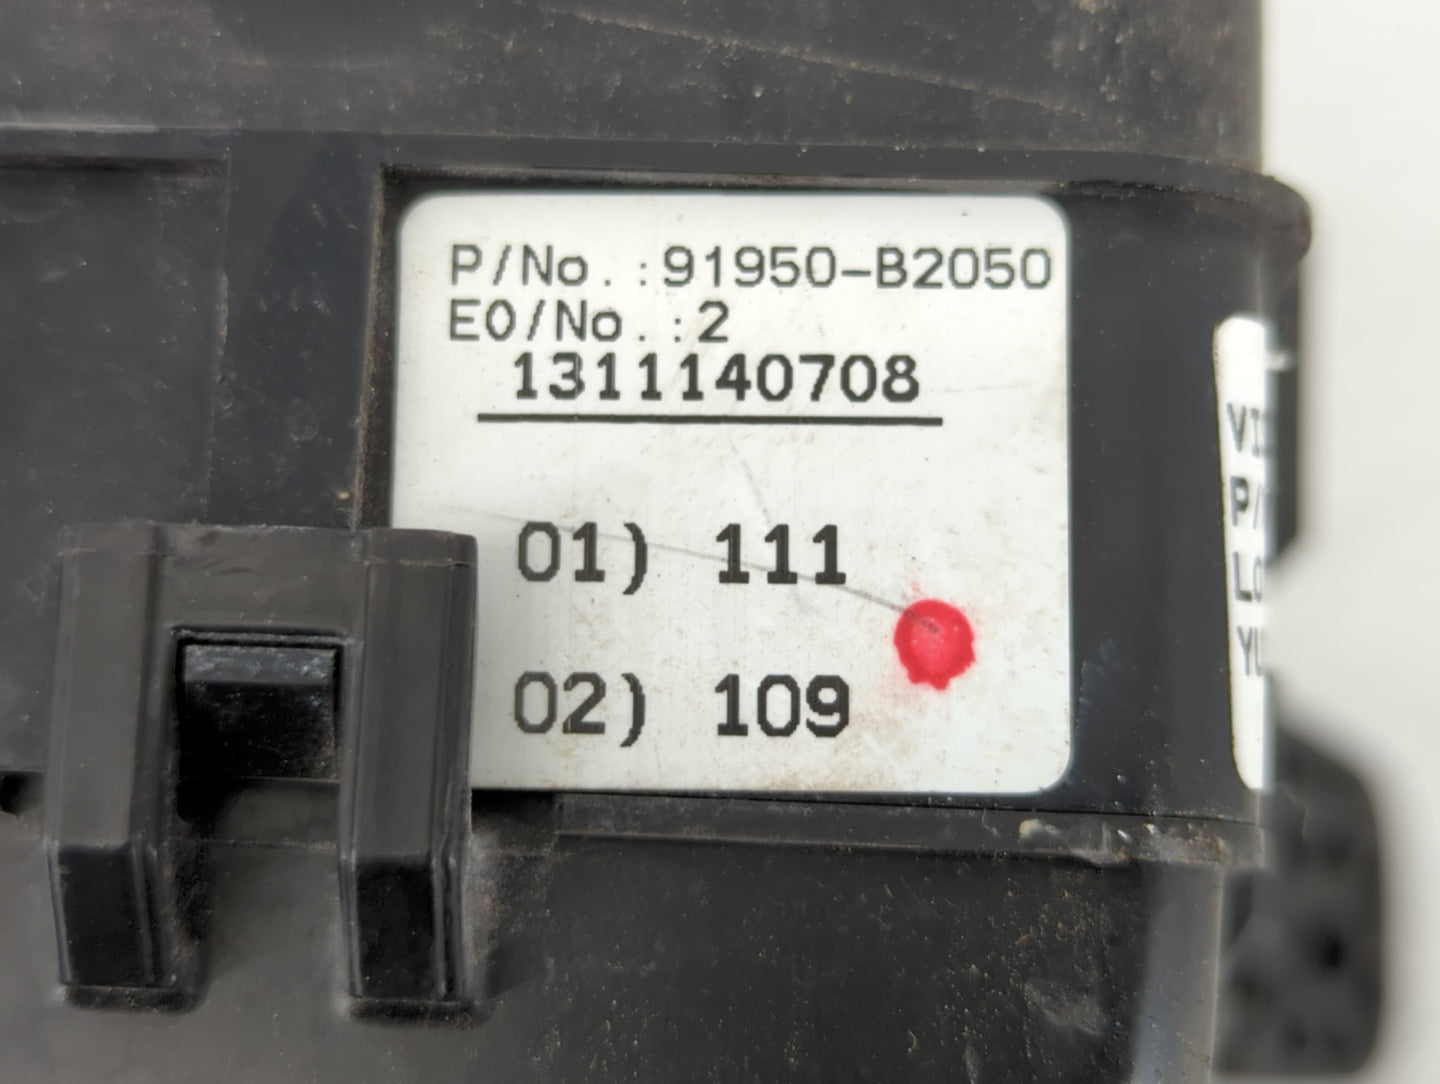 P/No.:91950-B2050
E0/No.:2
1311140708
01) 111
02) 109
P/